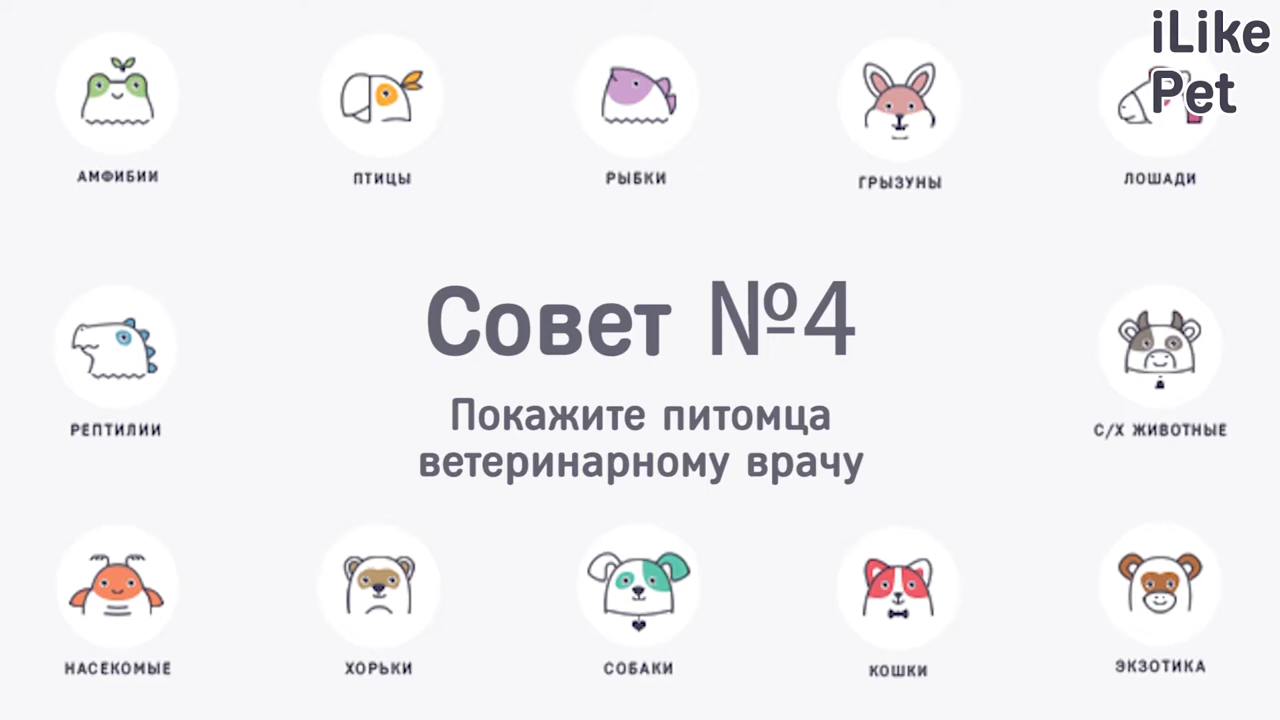 iLike
Pet
АМФИБИИ
ПТИЦЫ
РЫБКИ
ГРЫЗУНЫ
ЛОШАДИ
Совет №4
Покажите питомца
ветеринарному врачу
РЕПТИЛИИ
С/Х ЖИВОТНЫЕ
НАСЕКОМЫЕ
ХОРЬКИ
СОБАКИ
КОШКИ
ЭКЗОТИКА